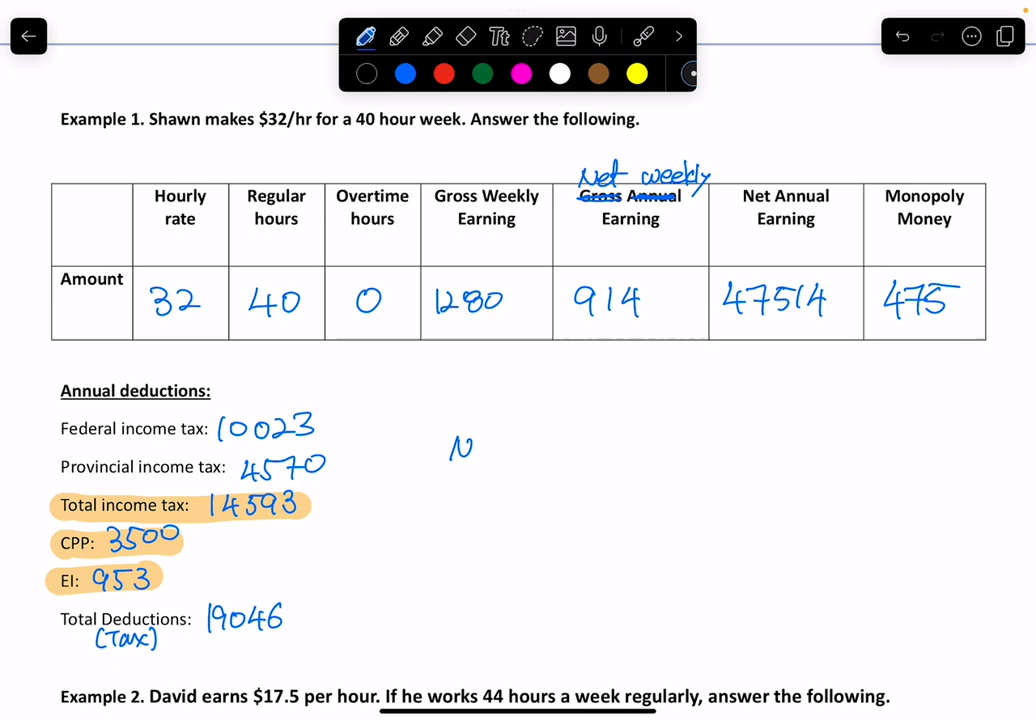 Tt
Example 1. Shawn makes $32/hr for a 40 hour week. Answer the following.
Net weekly
Hourly rate Regular hours Overtime hours Gross Weekly Earning Gross Annual Earning Net Annual Earning Monopoly Money
Amount 32 40 0 1280 914 47514 475
Annual deductions:
Federal income tax: 10023
Provincial income tax: 4570
N
Total income tax: 14593
CPP: 3500
EI: 953
Total Deductions: 19046
(Tax)
Example 2. David earns $17.5 per hour. If he works 44 hours a week regularly, answer the following.